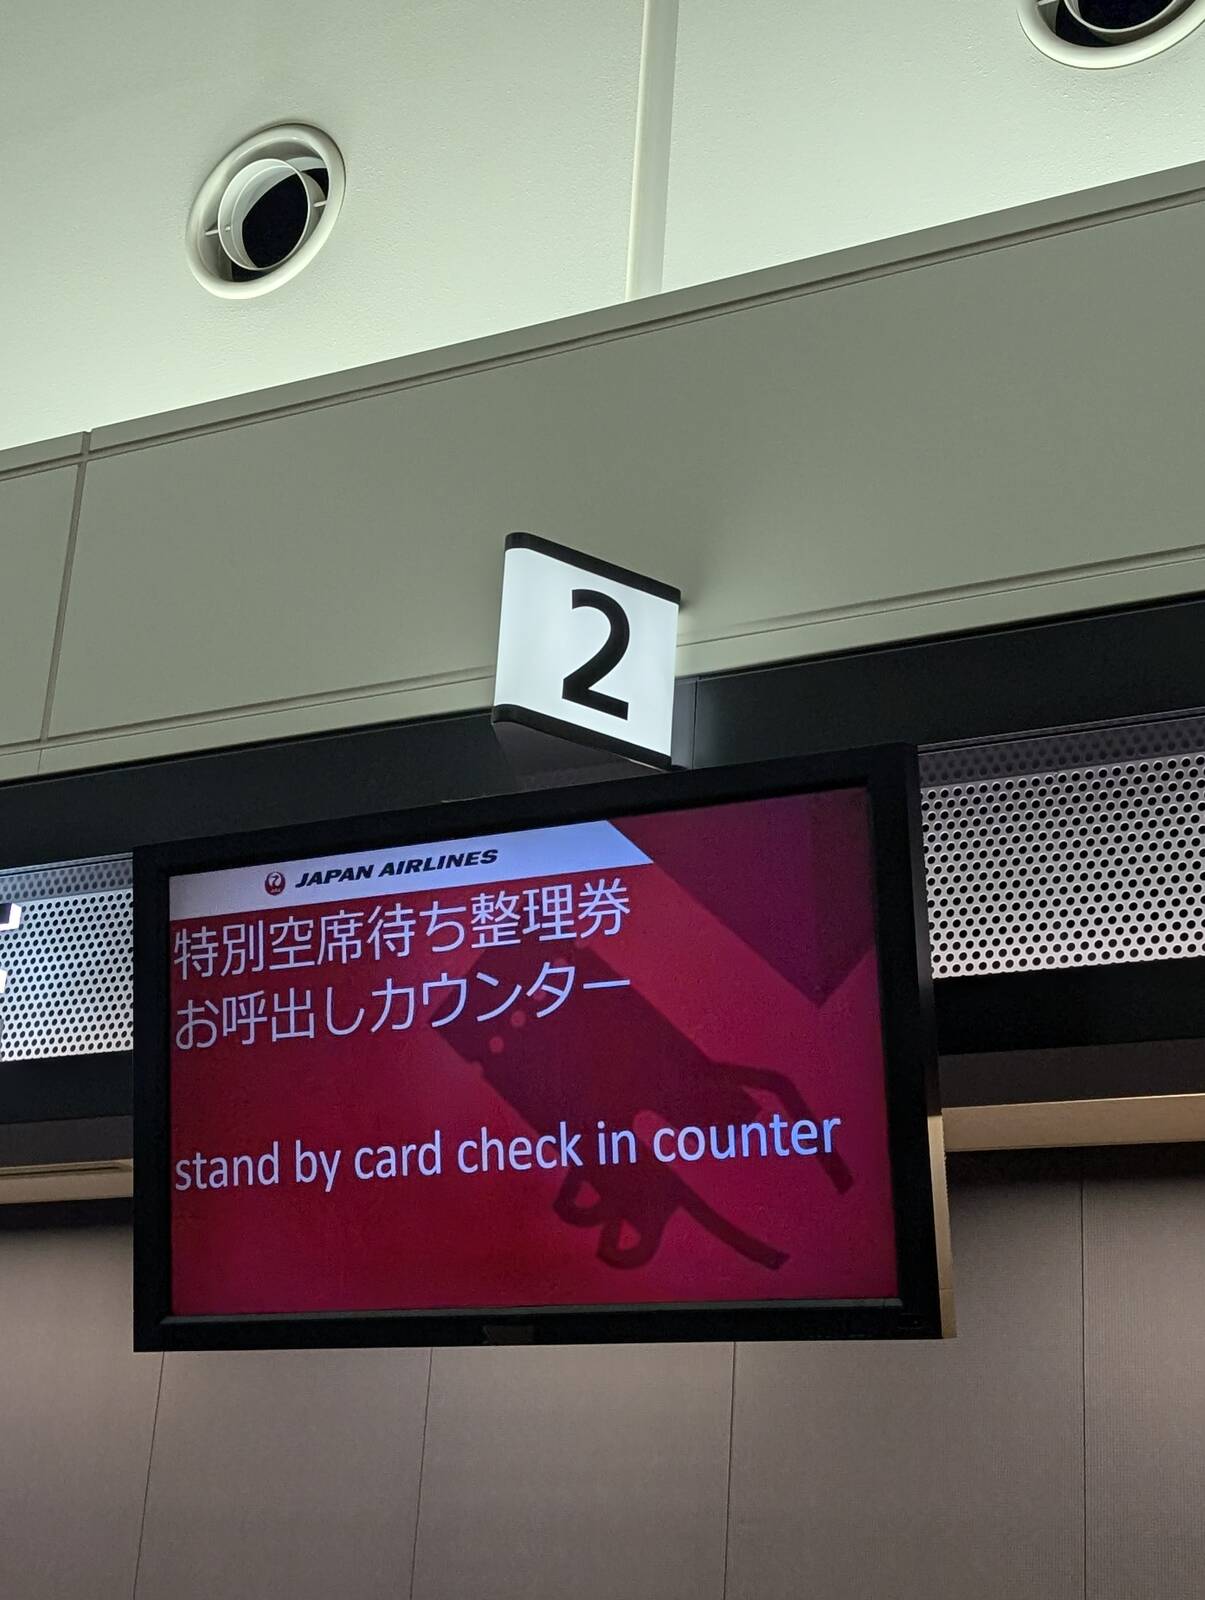 2
JAPAN AIRLINES
特別空席待ち整理券
お呼出しカウンター
stand by card check in counter